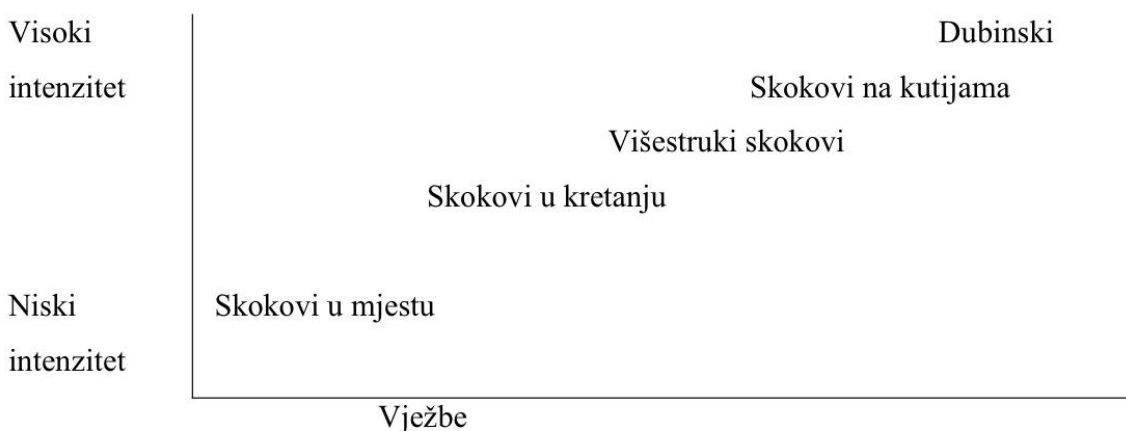 Visoki
Dubinski
intenzitet
Skokovi na kutijama
Višestruki skokovi
Skokovi u kretanju
Niski
Skokovi u mjestu
intenzitet
Vježbe